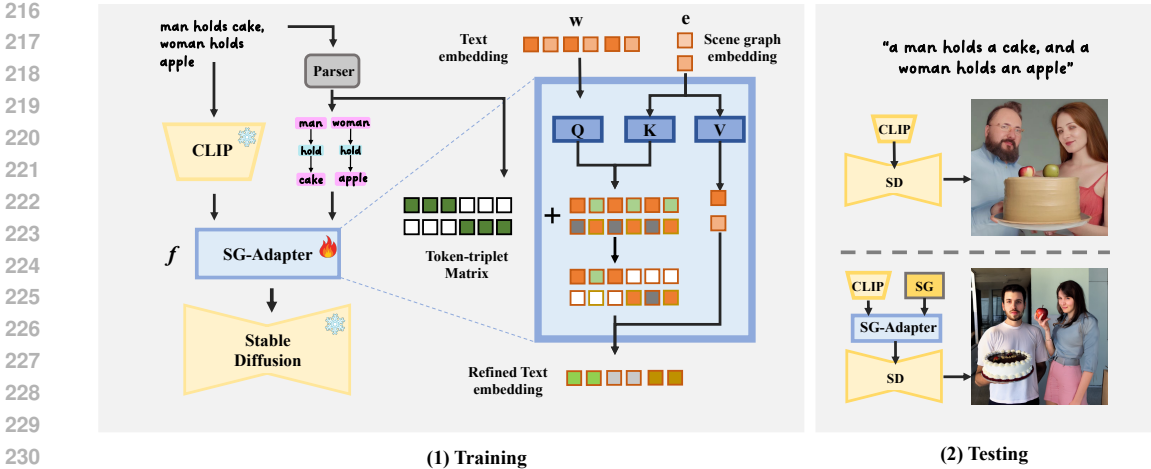 216
217
218
219
220
221
222
223
224
225
226
227
228
229
230
man holds cake,
woman holds
apple
Parser
CLIP
man woman
hold hold
cake apple
f
SG-Adapter
Stable
Diffusion
Token-triplet
Matrix
w
Text
embedding
e
Scene graph
embedding
Q
K
V
+
Refined Text
embedding
(1) Training
"a man holds a cake, and a
woman holds an apple"
CLIP
SD
CLIP
SG
SG-Adapter
SD
(2) Testing